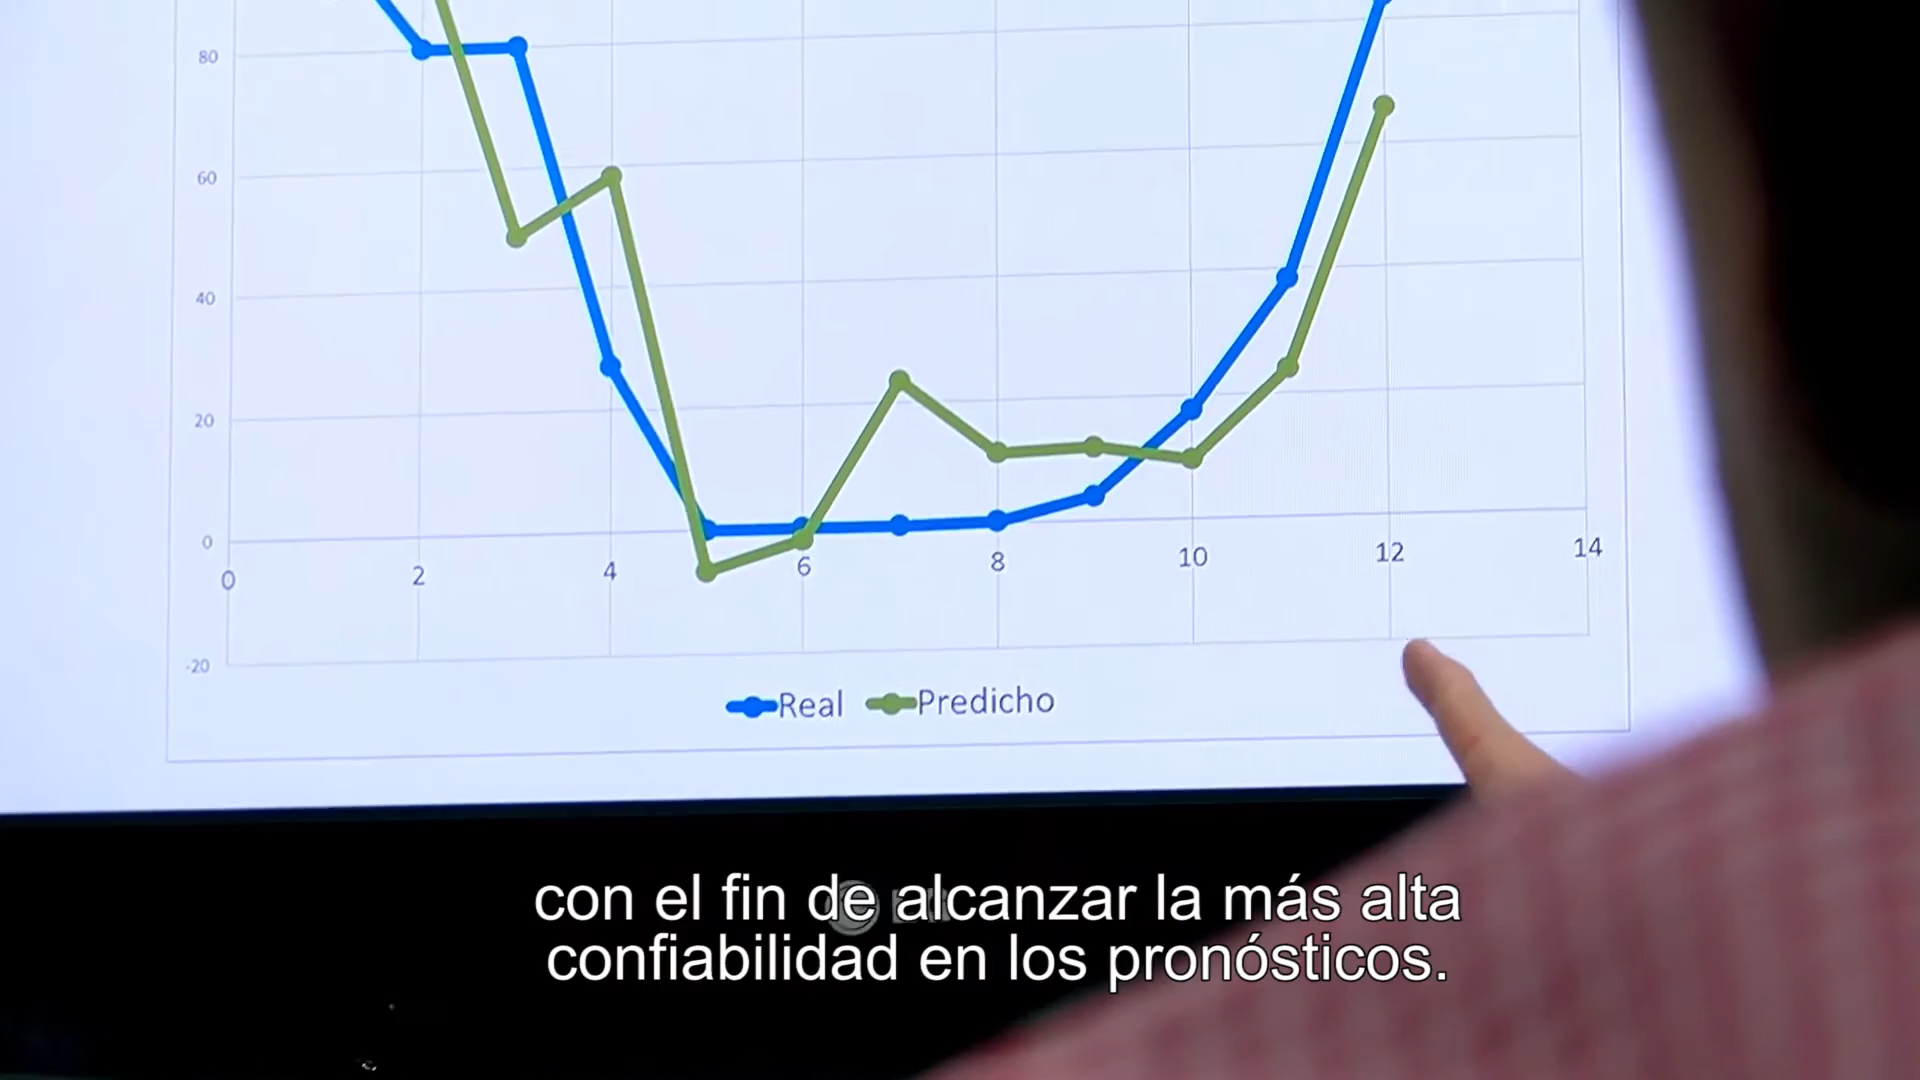 80
60
40
20
0
-20
0 2 4 6 8 10 12 14
Real Predicho
con el fin de alcanzar la más alta
confiabilidad en los pronósticos.